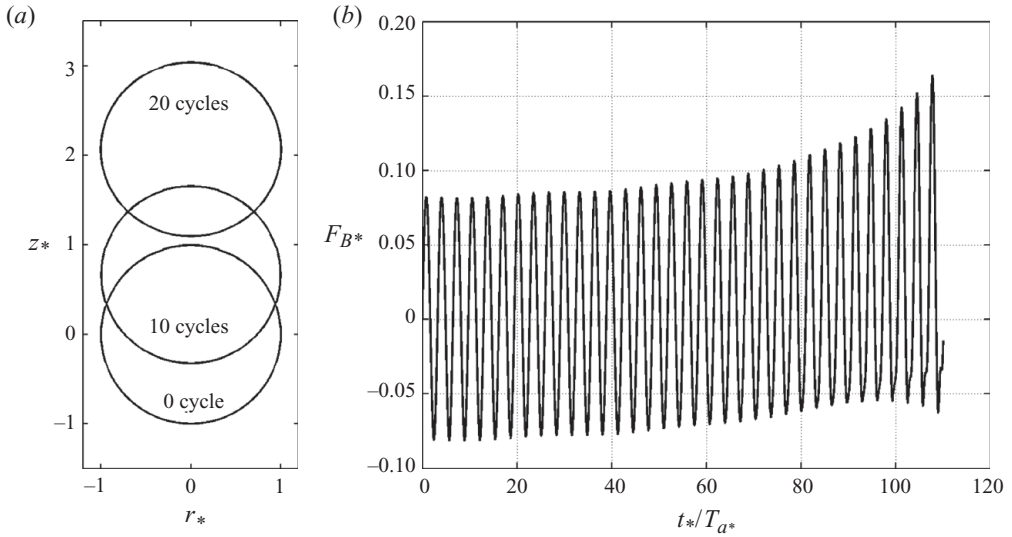 (a)
3
20 cycles
2
z*
1
10 cycles
0
0 cycle
−1
−1 0 1
r*
(b)
0.20
0.15
0.10
0.05
F_B*
0
−0.05
−0.10
0 20 40 60 80 100 120
t*/T_a*